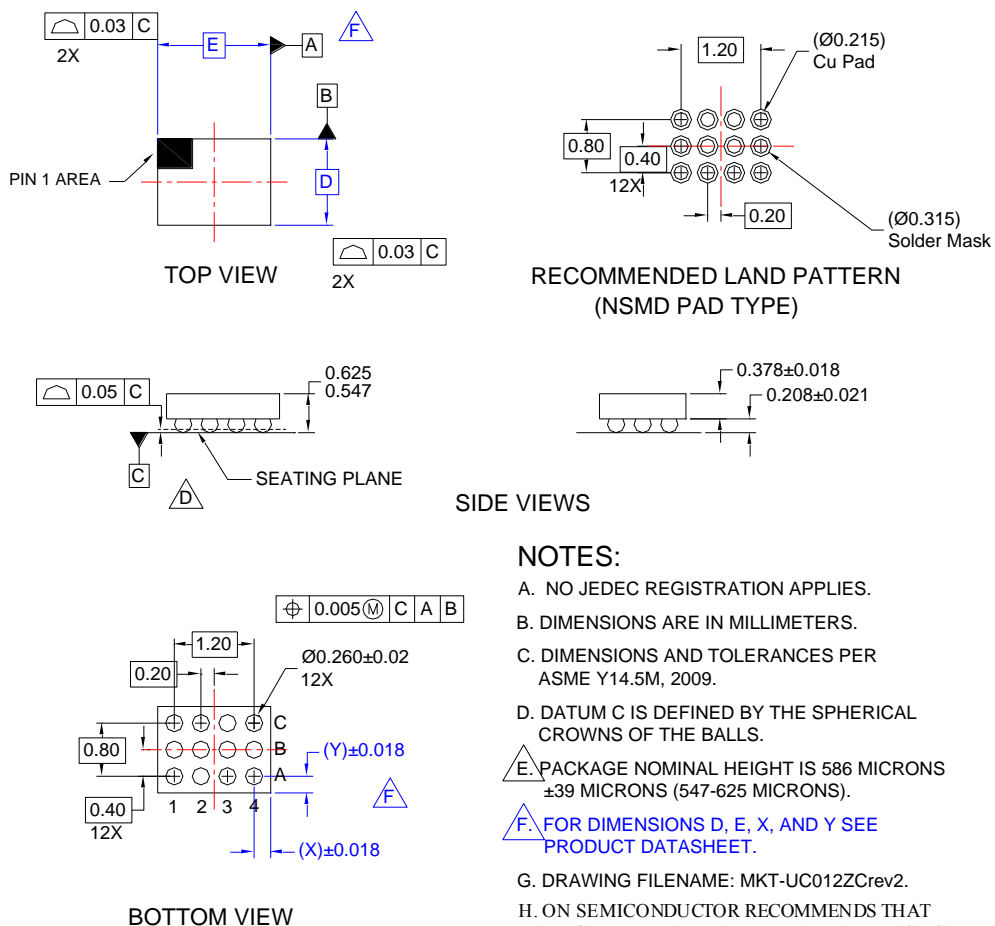 0.03 C
2X
E
A
F
B
PIN 1 AREA
D
0.03 C
2X
TOP VIEW
1.20
(Ø0.215)
Cu Pad
0.80
0.40
12X
0.20
(Ø0.315)
Solder Mask
RECOMMENDED LAND PATTERN
(NSMD PAD TYPE)
0.05 C
0.625
0.547
C
D
SEATING PLANE
0.378±0.018
0.208±0.021
SIDE VIEWS
0.005 Ⓜ C A B
1.20
0.20
Ø0.260±0.02
12X
0.80
C
B
A
(Y)±0.018
F
0.40
12X
1 2 3 4
(X)±0.018
BOTTOM VIEW
NOTES:
A. NO JEDEC REGISTRATION APPLIES.
B. DIMENSIONS ARE IN MILLIMETERS.
C. DIMENSIONS AND TOLERANCES PER
ASME Y14.5M, 2009.
D. DATUM C IS DEFINED BY THE SPHERICAL
CROWNS OF THE BALLS.
E. PACKAGE NOMINAL HEIGHT IS 586 MICRONS
±39 MICRONS (547-625 MICRONS).
F. FOR DIMENSIONS D, E, X, AND Y SEE
PRODUCT DATASHEET.
G. DRAWING FILENAME: MKT-UC012ZCrev2.
H. ON SEMICONDUCTOR RECOMMENDS THAT